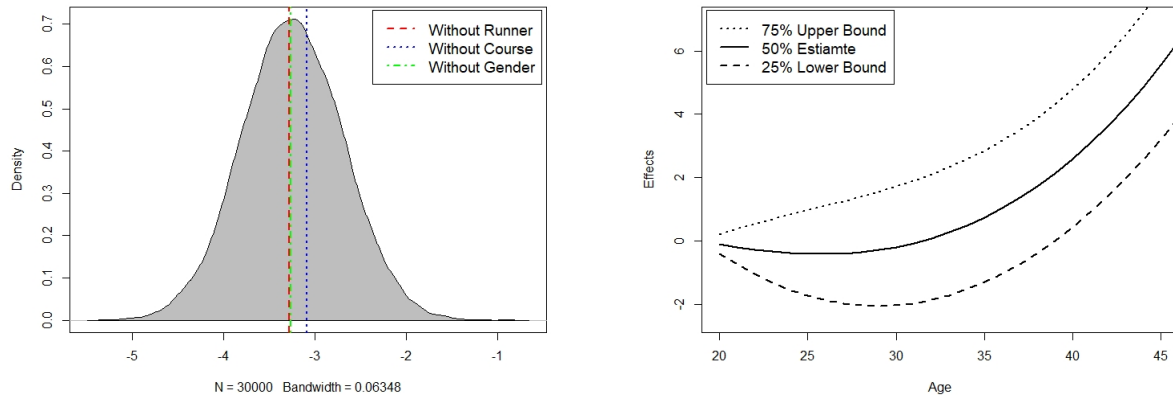 Density
0.0
0.1
0.2
0.3
0.4
0.5
0.6
0.7
Without Runner
Without Course
Without Gender
-5
-4
-3
-2
-1
N = 30000 Bandwidth = 0.06348
Effects
-2
0
2
4
6
75% Upper Bound
50% Estiamte
25% Lower Bound
20
25
30
35
40
45
Age